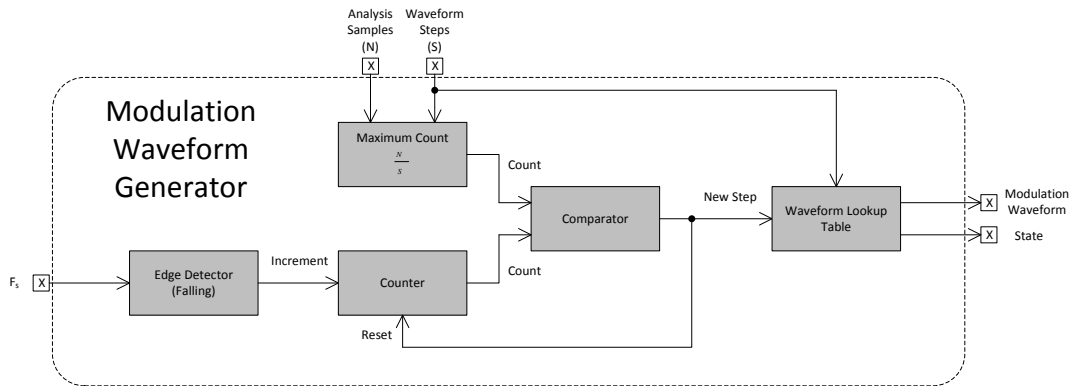 Analysis
Samples
(N)
Waveform
Steps
(S)
X
X
Modulation
Waveform
Generator
Maximum Count
N
S
Count
Comparator
New Step
Waveform Lookup
Table
X
Modulation
Waveform
X
State
Fs
X
Edge Detector
(Falling)
Increment
Counter
Count
Reset